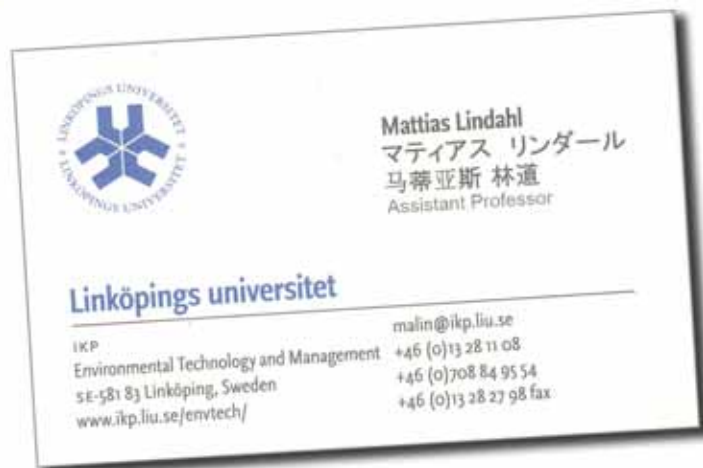 LINKÖPINGS UNIVERSITET
LINKÖPINGS UNIVERSITET
Mattias Lindahl
マティアス リンダール
马蒂亚斯 林道
Assistant Professor
Linköpings universitet
IKP
Environmental Technology and Management
SE-581 83 Linköping, Sweden
www.ikp.liu.se/envtech/
malin@ikp.liu.se
+46 (0)13 28 11 08
+46 (0)708 84 95 54
+46 (0)13 28 27 98 fax